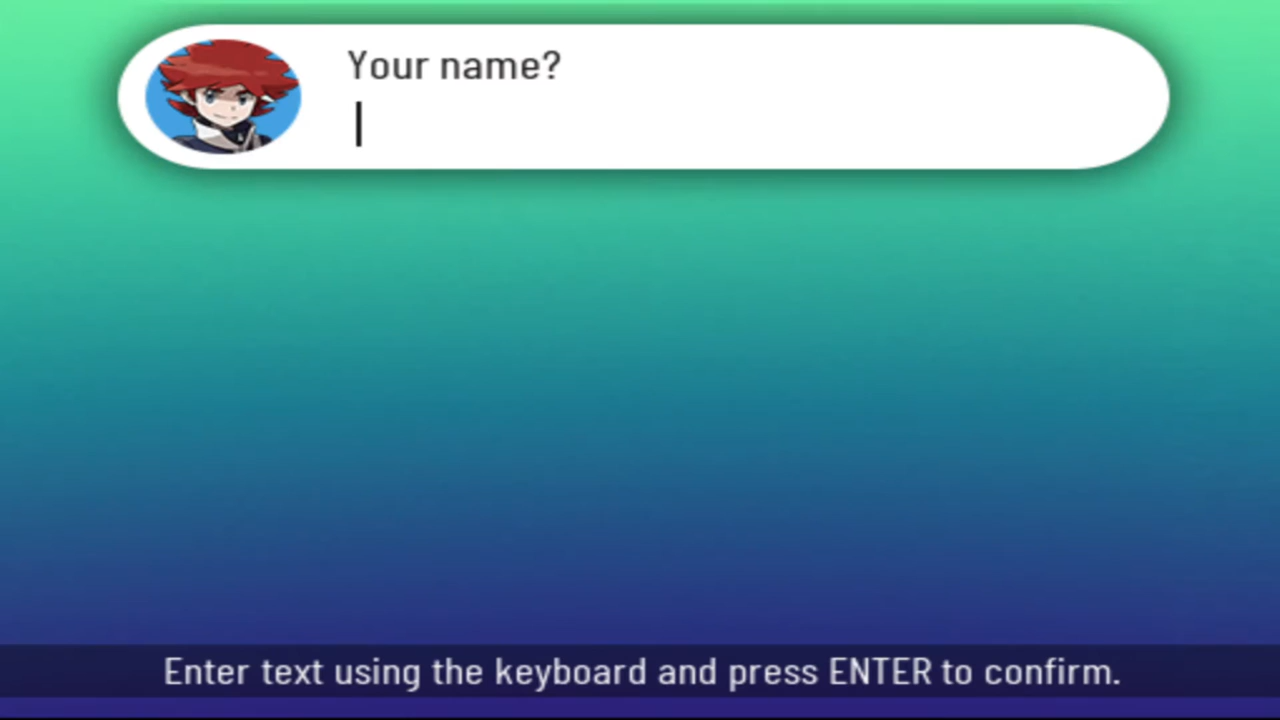 Your name?
Enter text using the keyboard and press ENTER to confirm.